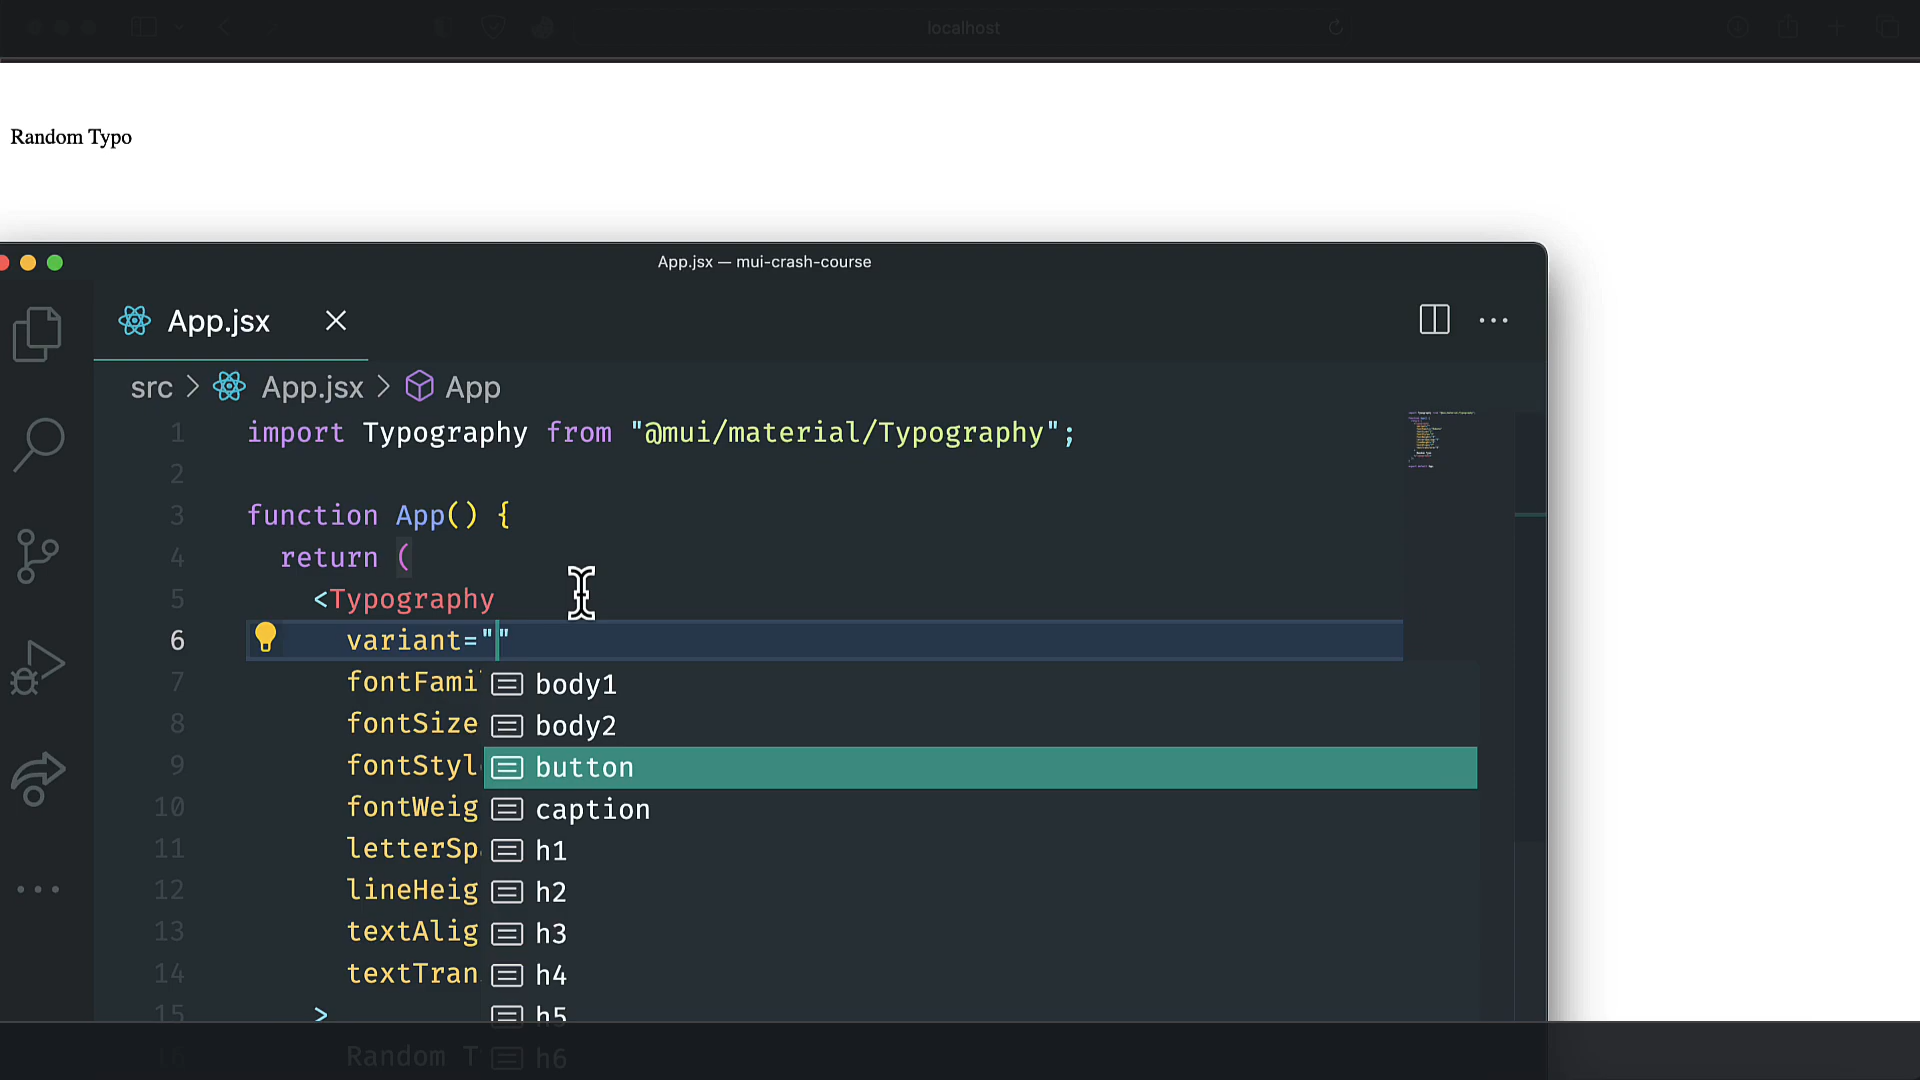 localhost
Random Typo
App.jsx — mui-crash-course
App.jsx
src > App.jsx > App
1 import Typography from "@mui/material/Typography";
2
3 function App() {
4 return (
5 <Typography
6 variant=""
7 fontFami
body1
8 fontSize
body2
9 fontStyl
button
10 fontWeig
caption
11 letterSp
h1
12 lineHeig
h2
13 textAlig
h3
14 textTran
h4
15 >
h5
16 Random T
h6